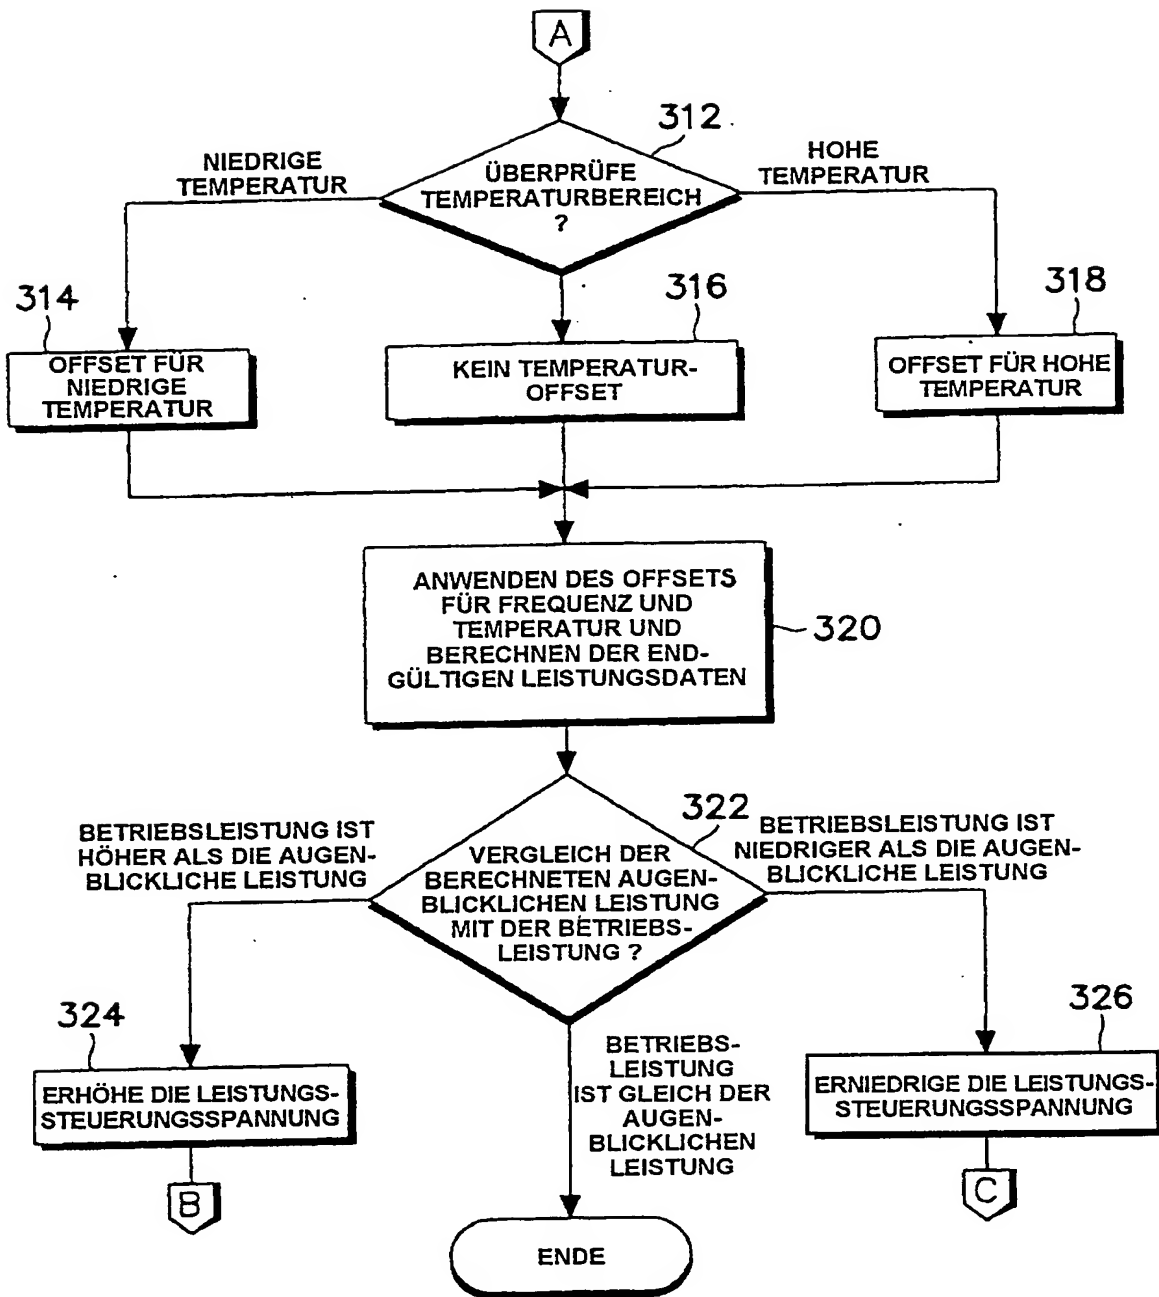 A
312
NIEDRIGE
TEMPERATUR
ÜBERPRÜFE
TEMPERATURBEREICH
?
HOHE
TEMPERATUR
314
316
318
OFFSET FÜR
NIEDRIGE
TEMPERATUR
KEIN TEMPERATUR-
OFFSET
OFFSET FÜR HOHE
TEMPERATUR
ANWENDEN DES OFFSETS
FÜR FREQUENZ UND
TEMPERATUR UND
BERECHNEN DER END-
GÜLTIGEN LEISTUNGSDATEN
320
322
BETRIEBSLEISTUNG IST
HÖHER ALS DIE AUGEN-
BLICKLICHE LEISTUNG
VERGLEICH DER
BERECHNETEN AUGEN-
BLICKLICHEN LEISTUNG
MIT DER BETRIEBS-
LEISTUNG ?
BETRIEBSLEISTUNG IST
NIEDRIGER ALS DIE AUGEN-
BLICKLICHE LEISTUNG
324
326
ERHÖHE DIE LEISTUNGS-
STEUERUNGSSPANNUNG
BETRIEBS-
LEISTUNG
IST GLEICH DER
AUGEN-
BLICKLICHEN
LEISTUNG
ERNIEDRIGE DIE LEISTUNGS-
STEUERUNGSSPANNUNG
B
C
ENDE